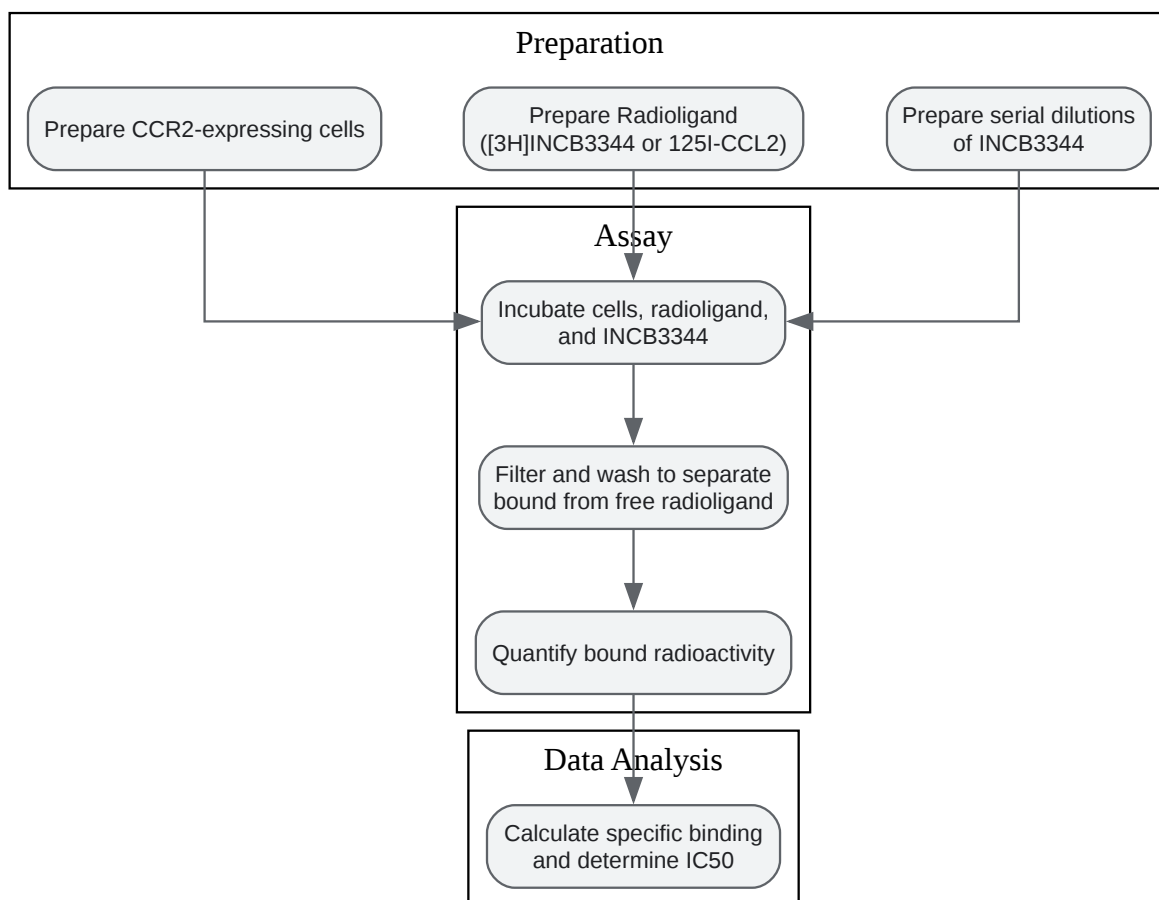 Preparation
Prepare CCR2-expressing cells
Prepare Radioligand
([3H]INCB3344 or 125I-CCL2)
Prepare serial dilutions
of INCB3344
Assay
Incubate cells, radioligand,
and INCB3344
Filter and wash to separate
bound from free radioligand
Quantify bound radioactivity
Data Analysis
Calculate specific binding
and determine IC50